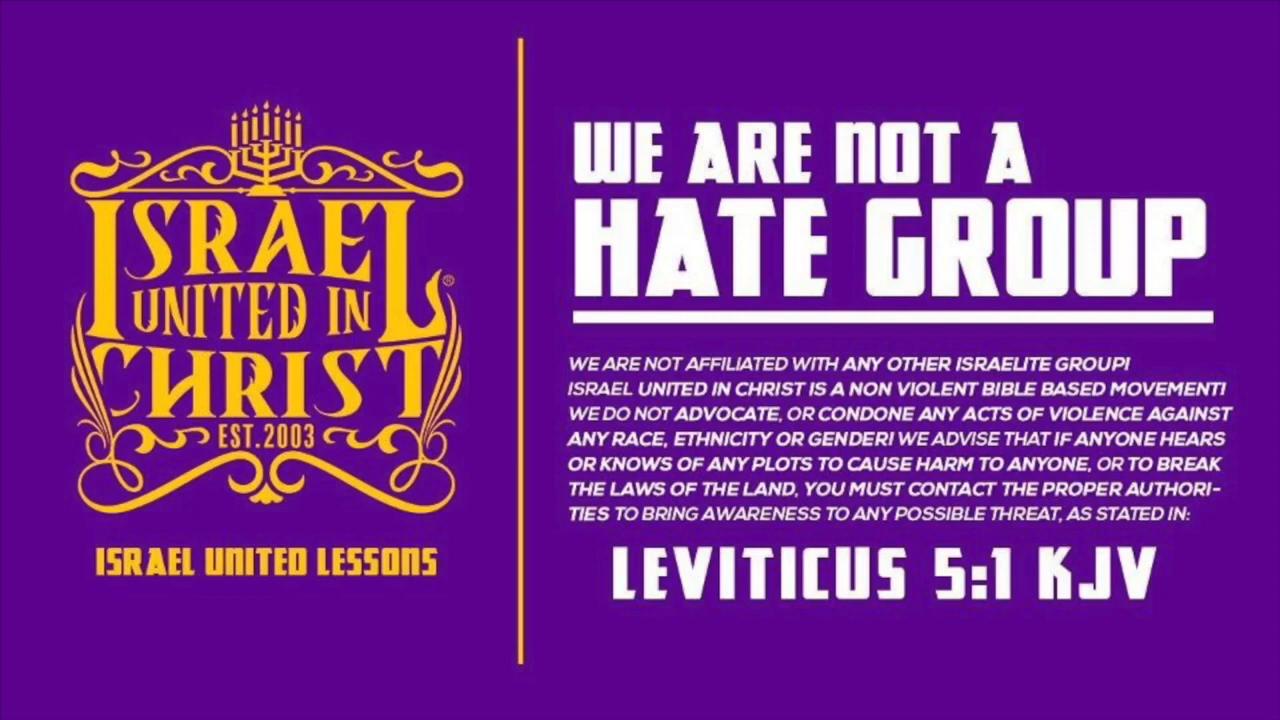 ISRAEL
UNITED IN
CHRIST
EST. 2003
ISRAEL UNITED LESSONS
WE ARE NOT A
HATE GROUP
WE ARE NOT AFFILIATED WITH ANY OTHER ISRAELITE GROUP!
ISRAEL UNITED IN CHRIST IS A NON VIOLENT BIBLE BASED MOVEMENT!
WE DO NOT ADVOCATE, OR CONDONE ANY ACTS OF VIOLENCE AGAINST
ANY RACE, ETHNICITY OR GENDER! WE ADVISE THAT IF ANYONE HEARS
OR KNOWS OF ANY PLOTS TO CAUSE HARM TO ANYONE, OR TO BREAK
THE LAWS OF THE LAND, YOU MUST CONTACT THE PROPER AUTHORI-
TIES TO BRING AWARENESS TO ANY POSSIBLE THREAT, AS STATED IN:
LEVITICUS 5:1 KJV